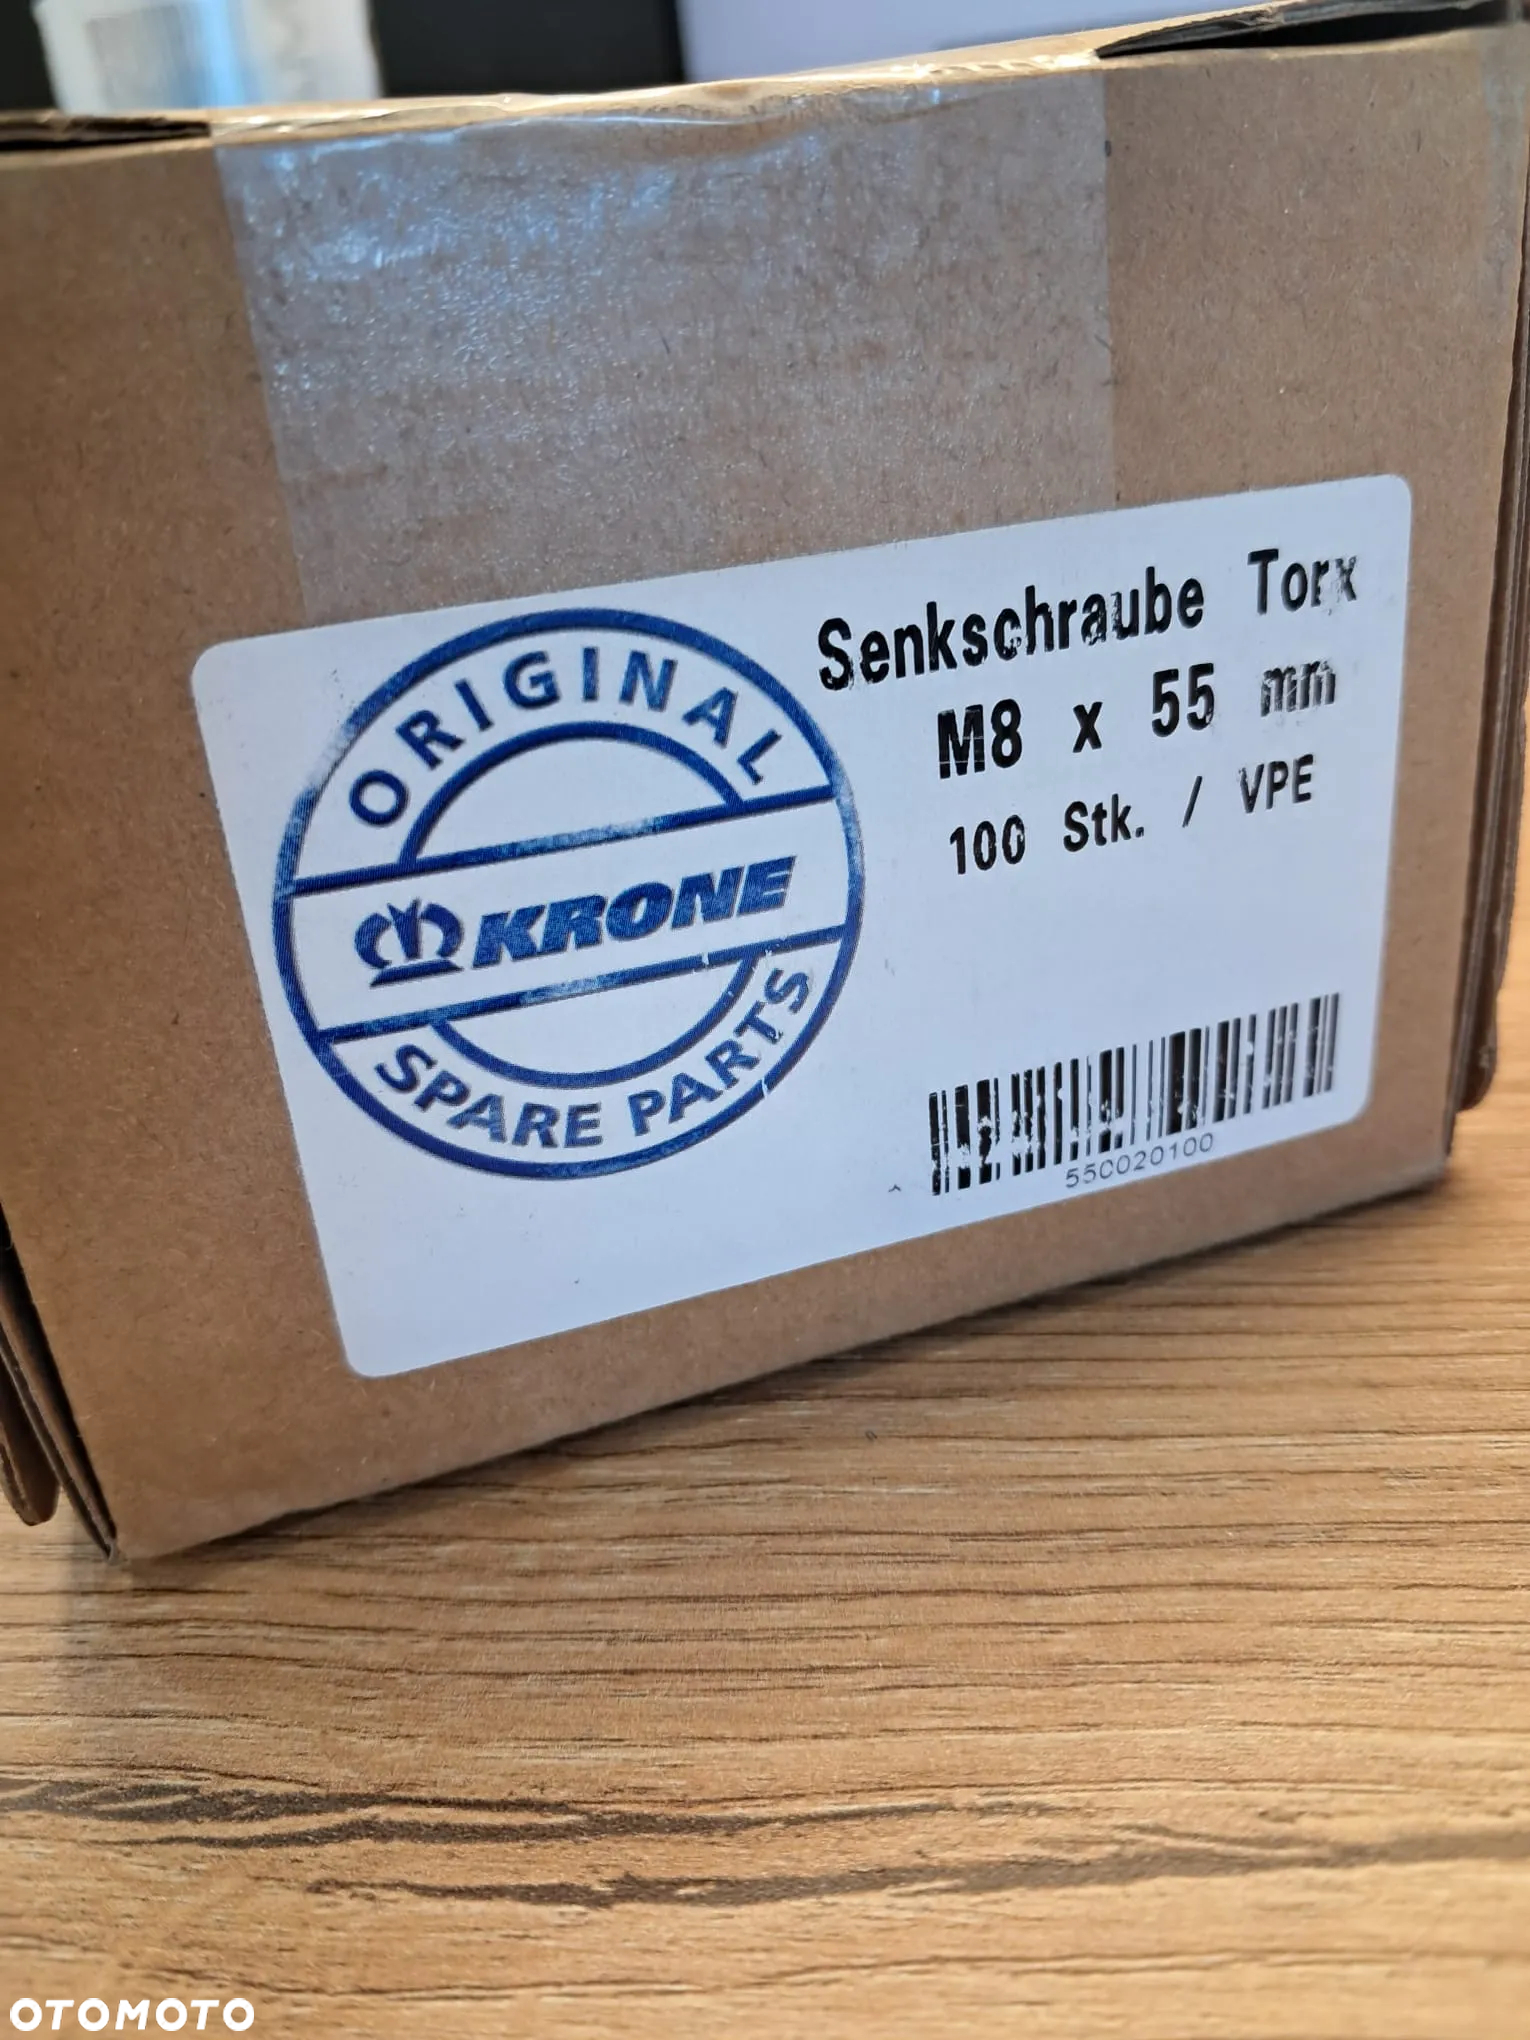 ORIGINAL
KRONE
SPARE PARTS
Senkschraube Torx
M8 x 55 mm
100 Stk. / VPE
550020100
OTOMOTO